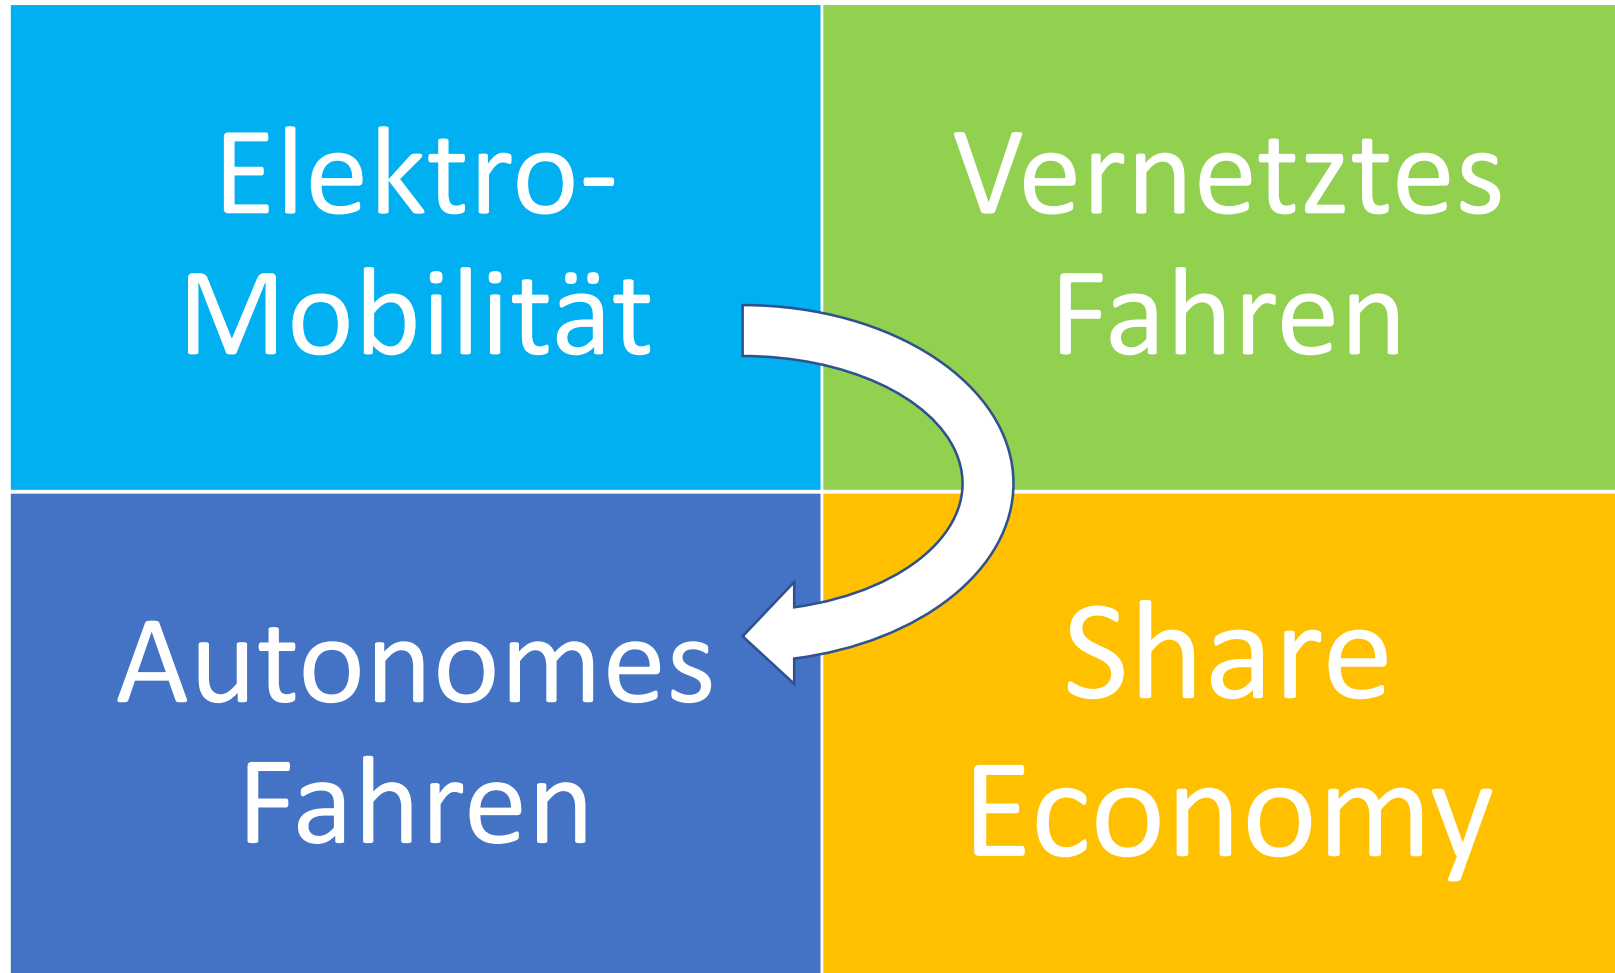 Elektro-
Mobilität
Vernetztes
Fahren
Autonomes
Fahren
Share
Economy